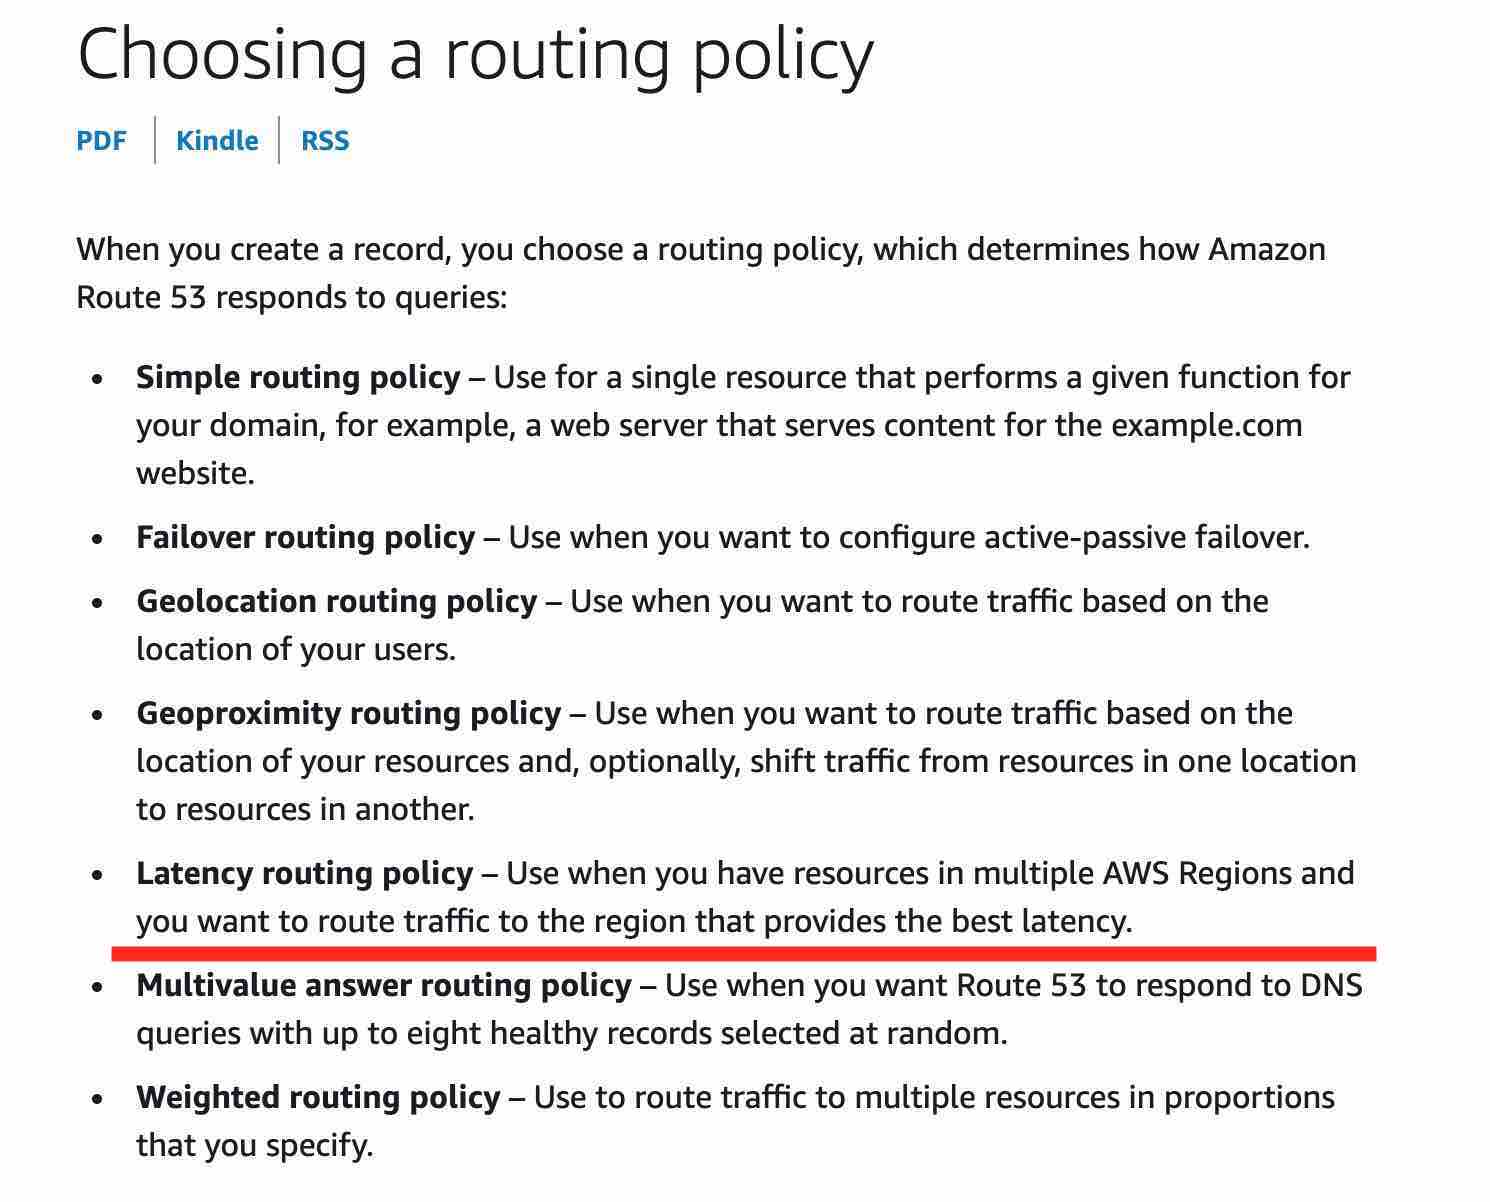 Choosing a routing policy
PDF
Kindle
RSS
When you create a record, you choose a routing policy, which determines how Amazon
Route 53 responds to queries:
• Simple routing policy – Use for a single resource that performs a given function for
your domain, for example, a web server that serves content for the example.com
website.
• Failover routing policy – Use when you want to configure active-passive failover.
• Geolocation routing policy – Use when you want to route traffic based on the
location of your users.
• Geoproximity routing policy – Use when you want to route traffic based on the
location of your resources and, optionally, shift traffic from resources in one location
to resources in another.
• Latency routing policy – Use when you have resources in multiple AWS Regions and
you want to route traffic to the region that provides the best latency.
• Multivalue answer routing policy – Use when you want Route 53 to respond to DNS
queries with up to eight healthy records selected at random.
• Weighted routing policy – Use to route traffic to multiple resources in proportions
that you specify.